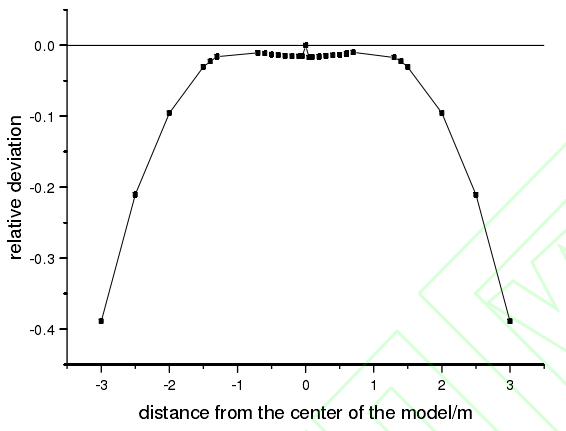 relative deviation
0.0
-0.1
-0.2
-0.3
-0.4
-3 -2 -1 0 1 2 3
distance from the center of the model/m